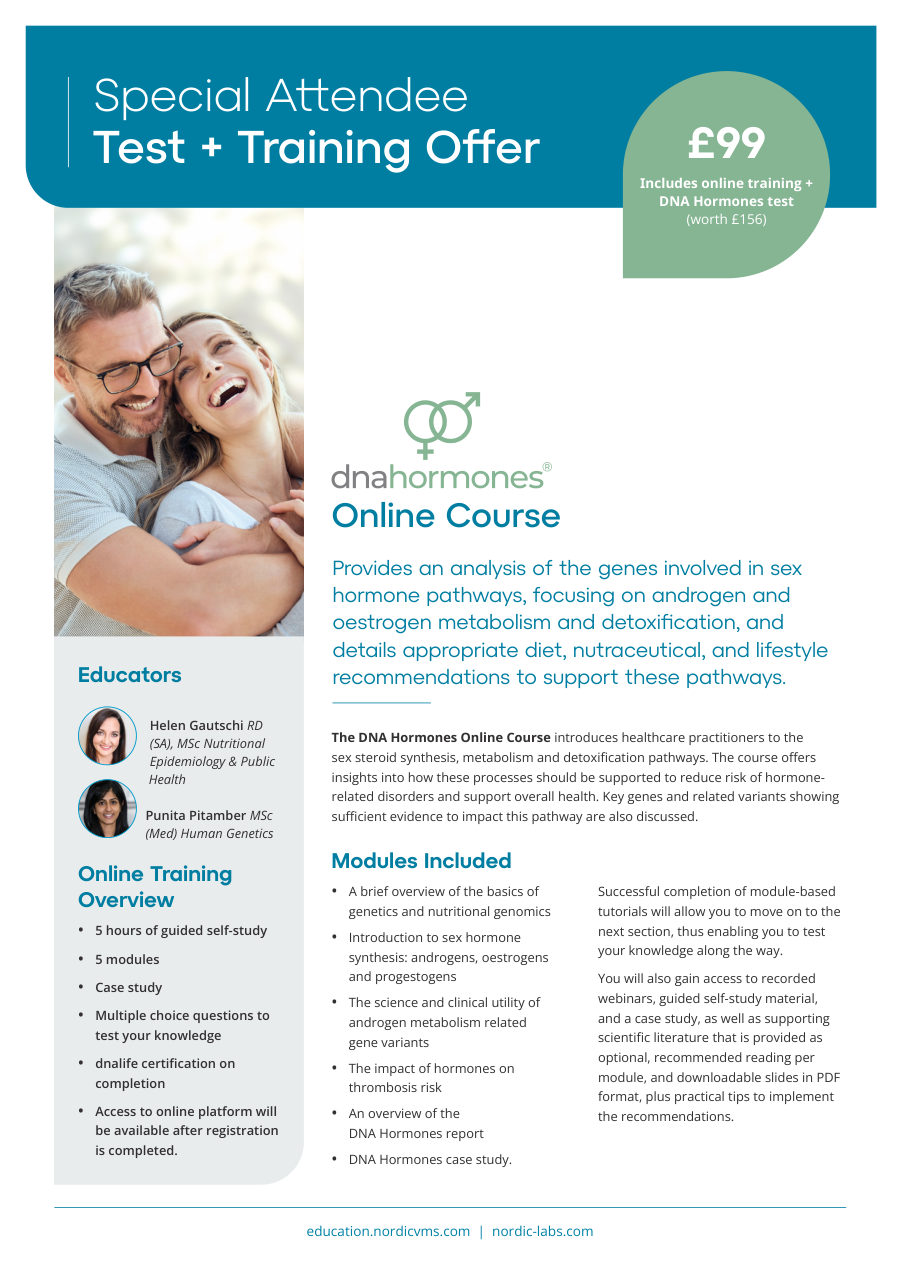 Special Attendee
Test + Training Offer
£99
Includes online training +
DNA Hormones test
(worth £156)
dnahormones®
Online Course
Provides an analysis of the genes involved in sex
hormone pathways, focusing on androgen and
oestrogen metabolism and detoxification, and
details appropriate diet, nutraceutical, and lifestyle
recommendations to support these pathways.
Educators
Helen Gautschi RD
(SA), MSc Nutritional
Epidemiology & Public
Health
Punita Pitamber MSc
(Med) Human Genetics
Online Training
Overview
• 5 hours of guided self-study
• 5 modules
• Case study
• Multiple choice questions to
test your knowledge
• dnalife certification on
completion
• Access to online platform will
be available after registration
is completed.
The DNA Hormones Online Course introduces healthcare practitioners to the
sex steroid synthesis, metabolism and detoxification pathways. The course offers
insights into how these processes should be supported to reduce risk of hormone-
related disorders and support overall health. Key genes and related variants showing
sufficient evidence to impact this pathway are also discussed.
Modules Included
• A brief overview of the basics of
genetics and nutritional genomics
• Introduction to sex hormone
synthesis: androgens, oestrogens
and progestogens
• The science and clinical utility of
androgen metabolism related
gene variants
• The impact of hormones on
thrombosis risk
• An overview of the
DNA Hormones report
• DNA Hormones case study.
Successful completion of module-based
tutorials will allow you to move on to the
next section, thus enabling you to test
your knowledge along the way.
You will also gain access to recorded
webinars, guided self-study material,
and a case study, as well as supporting
scientific literature that is provided as
optional, recommended reading per
module, and downloadable slides in PDF
format, plus practical tips to implement
the recommendations.
education.nordicvms.com | nordic-labs.com